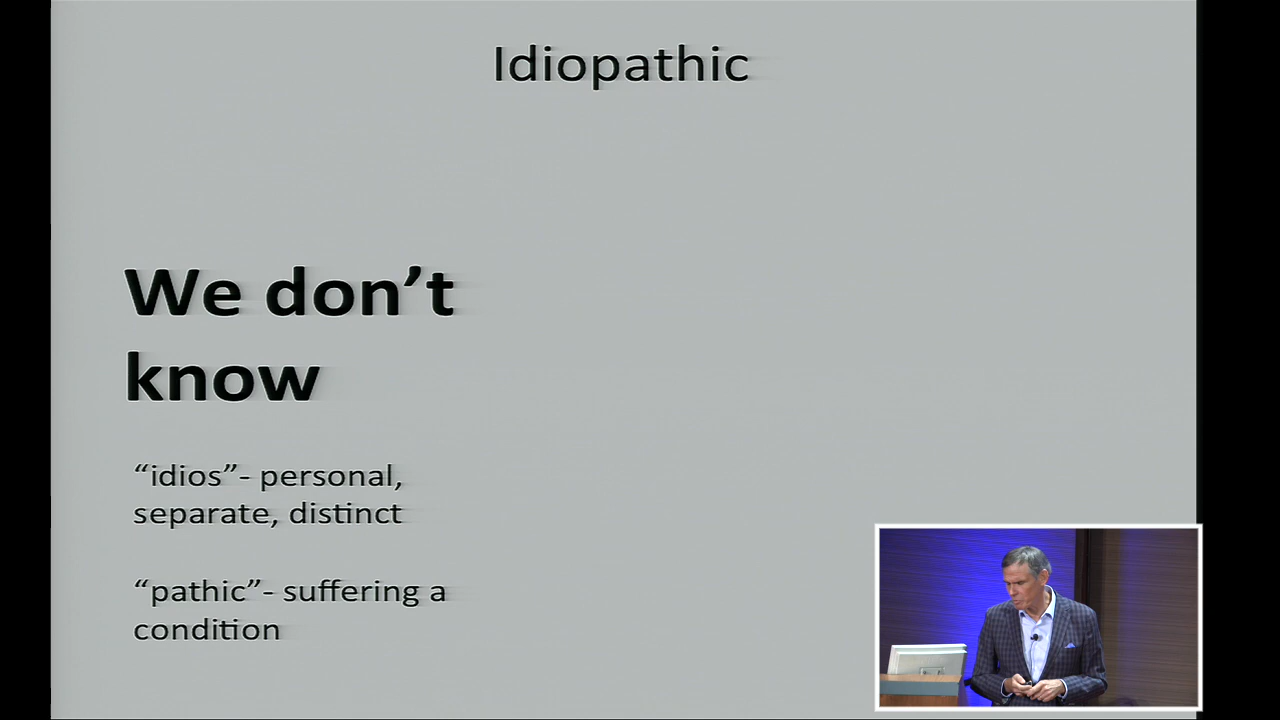 Idiopathic
We don’t
know
“idios”- personal,
separate, distinct
“pathic”- suffering a
condition